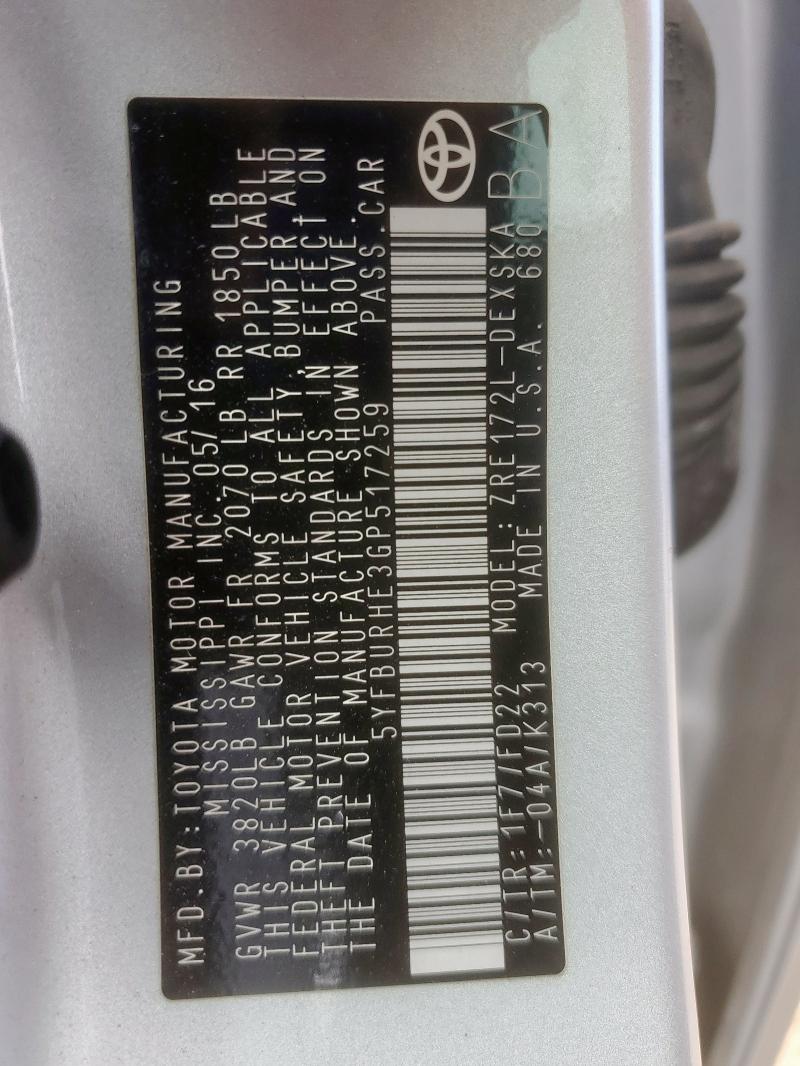 MFD.BY:TOYOTA MOTOR MANUFACTURING
MISSISSIPPI INC.05/16
GVWR 3820LB GAWR FR 2070 LB RR 1850 LB
THIS VEHICLE CONFORMS TO ALL APPLICABLE
FEDERAL MOTOR VEHICLE SAFETY, BUMPER AND
THEFT PREVENTION STANDARDS IN EFFECT ON
THE DATE OF MANUFACTURE SHOWN ABOVE.
5YFBURHE3GP517259 PASS.CAR
C/TR:1F7/FD22 MODEL:ZRE172L-DEXSKA
A/TM:-04A/K313 MADE IN U.S.A. 680 BA